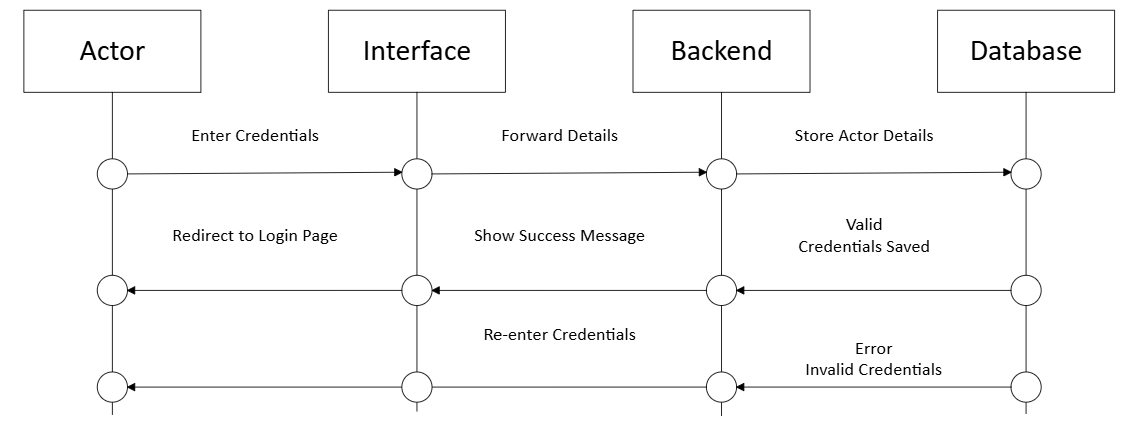 Actor
Interface
Backend
Database
Enter Credentials
Forward Details
Store Actor Details
Redirect to Login Page
Show Success Message
Valid
Credentials Saved
Re-enter Credentials
Error
Invalid Credentials